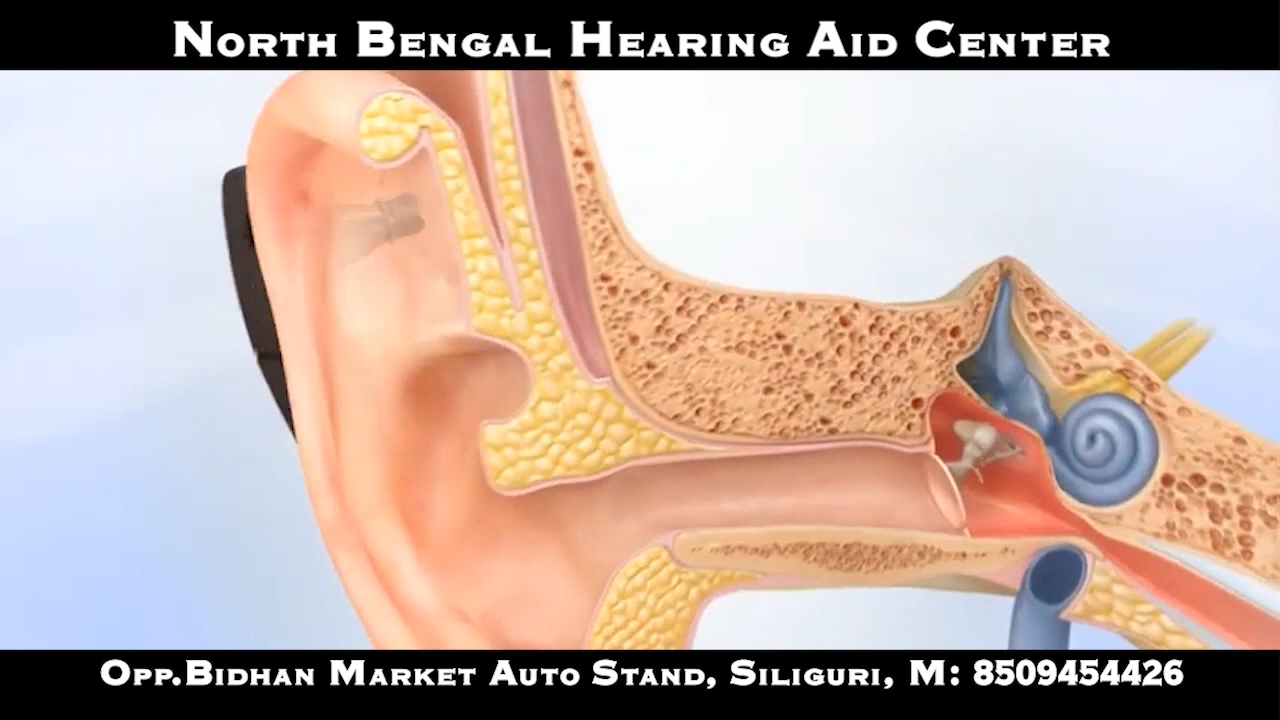 North Bengal Hearing Aid Center
Opp.Bidhan Market Auto Stand, Siliguri, M: 8509454426